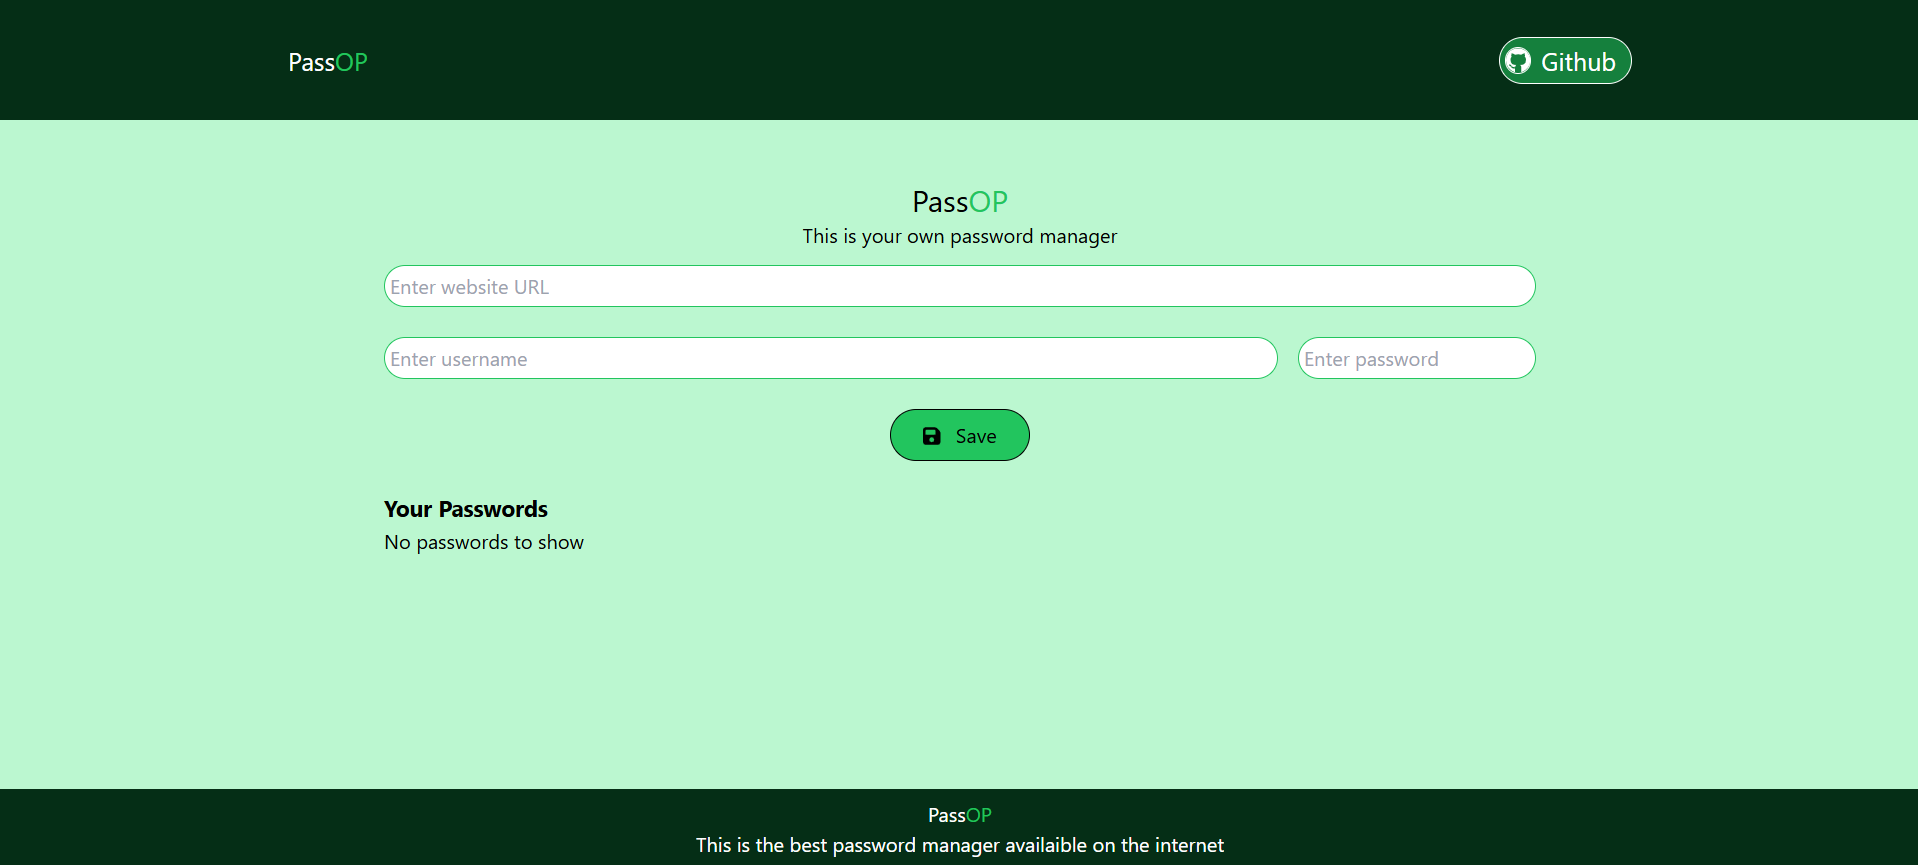 PassOP
Github
PassOP
This is your own password manager
Enter website URL
Enter username
Enter password
Save
Your Passwords
No passwords to show
PassOP
This is the best password manager availaible on the internet